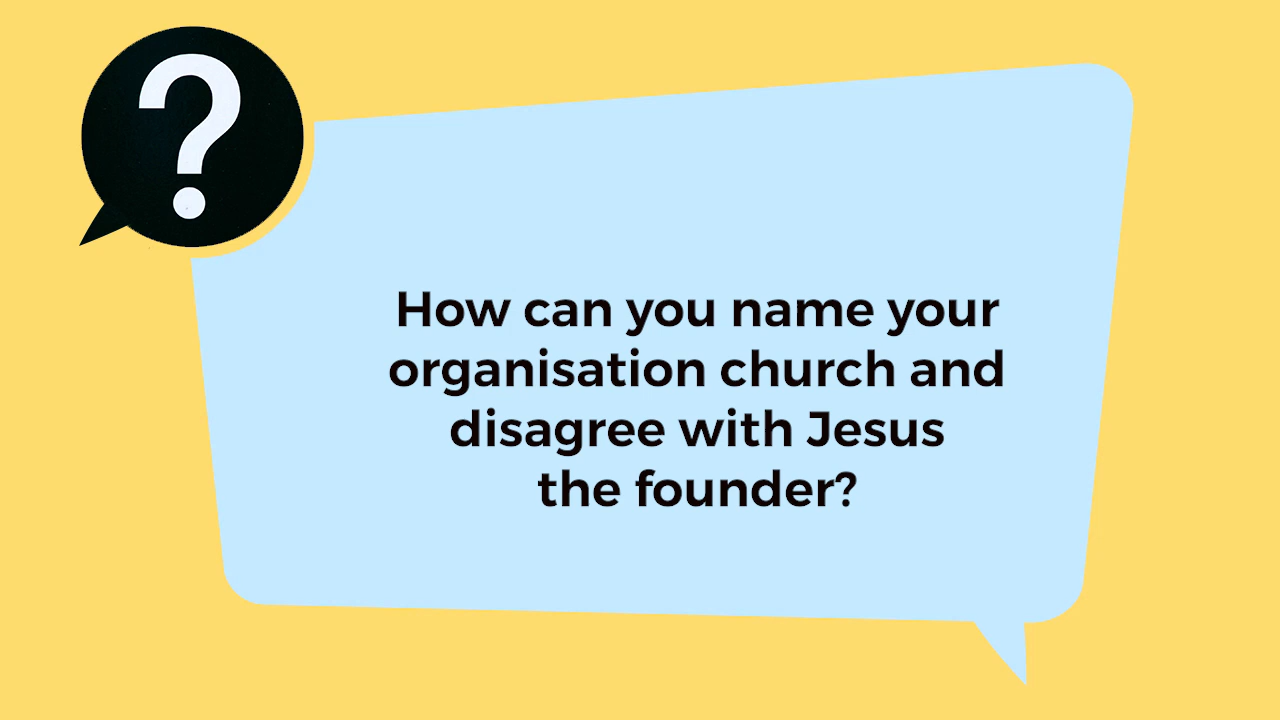 ?
How can you name your
organisation church and
disagree with Jesus
the founder?